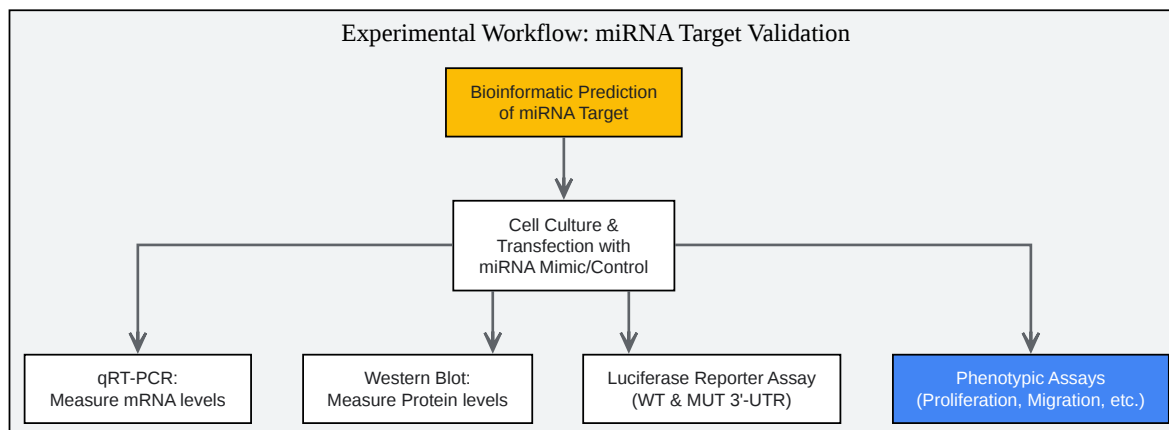 Experimental Workflow: miRNA Target Validation
Bioinformatic Prediction
of miRNA Target
Cell Culture &
Transfection with
miRNA Mimic/Control
qRT-PCR:
Measure mRNA levels
Western Blot:
Measure Protein levels
Luciferase Reporter Assay
(WT & MUT 3'-UTR)
Phenotypic Assays
(Proliferation, Migration, etc.)